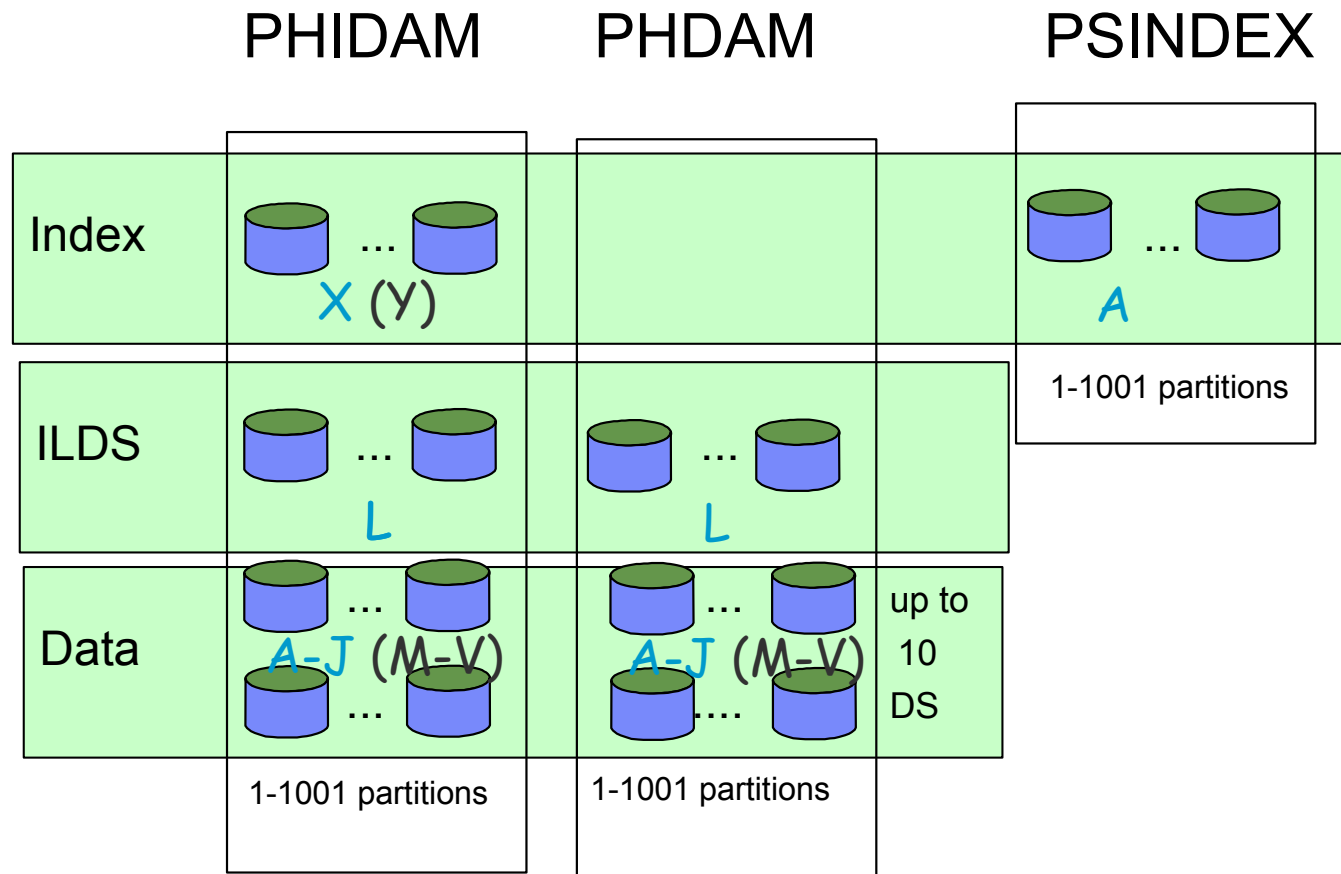 PHIDAM PHDAM PSINDEX
Index
... ...
X (Y) A
1-1001 partitions
ILDS
... ...
L L
Data
... ... up to
A-J (M-V) A-J (M-V) 10
... .... DS
1-1001 partitions 1-1001 partitions